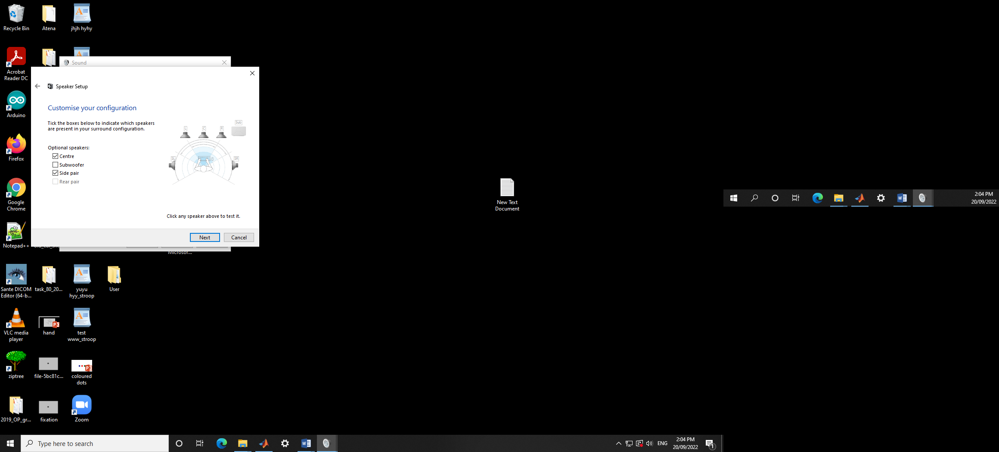 Recycle Bin
Atena
jhjh hyhy
Acrobat
Reader DC
Arduino
Firefox
Google
Chrome
Notepad++
Sound
Speaker Setup
Customise your configuration
Tick the boxes below to indicate which speakers
are present in your surround configuration.
Optional speakers:
Centre
Subwoofer
Side pair
Rear pair
L
C
R
Sub
SL
SR
Click any speaker above to test it.
Next
Cancel
Microsor...
Sante DICOM
Editor (64-b...
task_80_20...
yuyu
hyy_stroop
User
VLC media
player
hand
test
www_stroop
ziptree
file-5bc81c...
coloured
dots
2019_OP_gr...
fixation
Zoom
New Text
Document
2:04 PM
20/09/2022
Type here to search
ENG
2:04 PM
20/09/2022
1